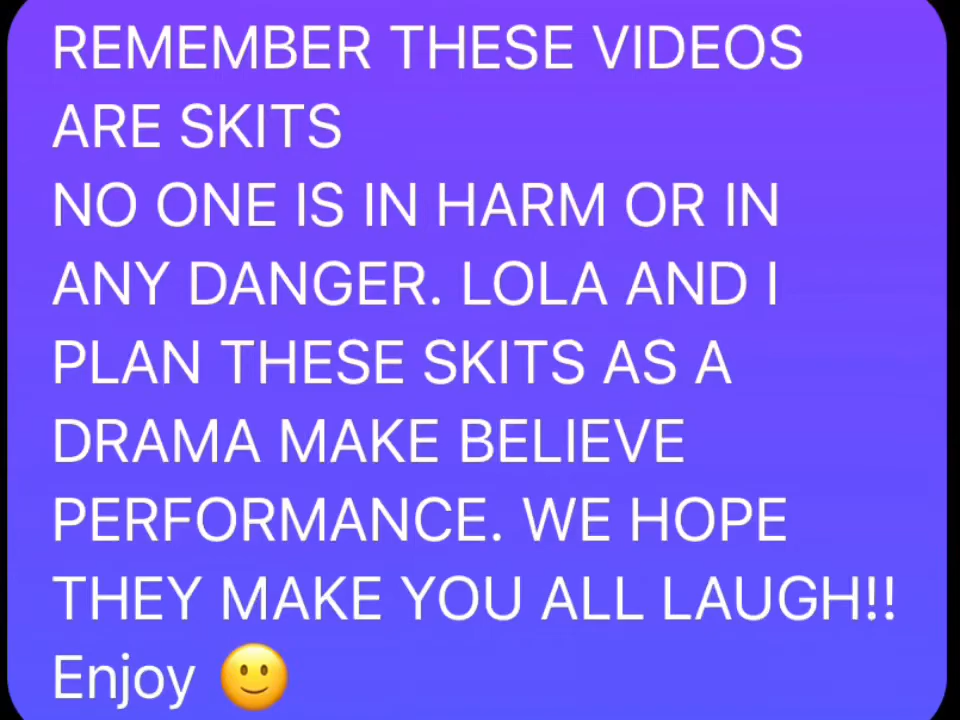 REMEMBER THESE VIDEOS
ARE SKITS
NO ONE IS IN HARM OR IN
ANY DANGER. LOLA AND I
PLAN THESE SKITS AS A
DRAMA MAKE BELIEVE
PERFORMANCE. WE HOPE
THEY MAKE YOU ALL LAUGH!!
Enjoy 🙂